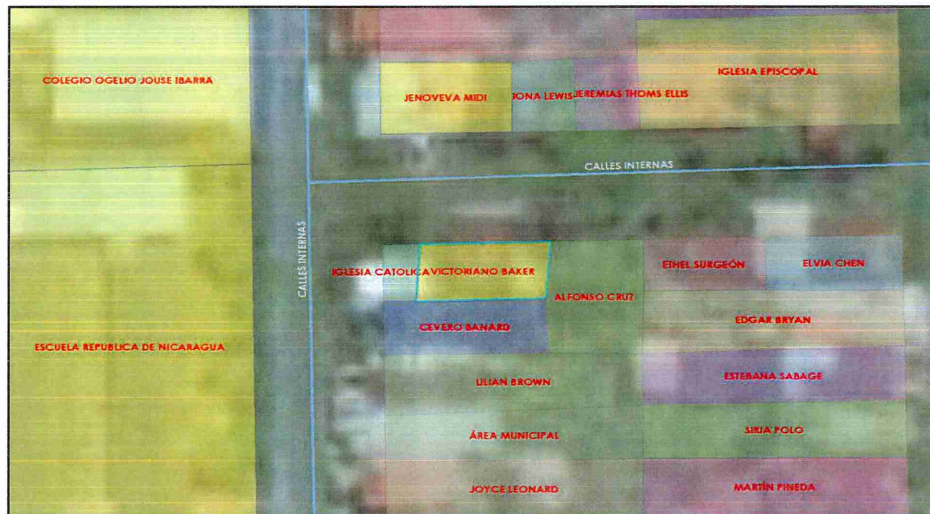 COLEGIO OGELIO JOUSE IBARRA
IGLESIA EPISCOPAL
JENOVEVA MIDI
DONA LEWIS
JEREMIAS THOMS ELLIS
CALLES INTERNAS
CALLES INTERNAS
IGLESIA CATOLICA
VICTORIANO BAKER
ETHEL SURGEÓN
ELVIA CHEN
ALFONSO CRUZ
CEVERO BANARD
EDGAR BRYAN
ESCUELA REPUBLICA DE NICARAGUA
LILIAN BROWN
ESTEBANA SABAGE
ÁREA MUNICIPAL
SIRIA POLO
JOYCE LEONARD
MARTÍN PINEDA